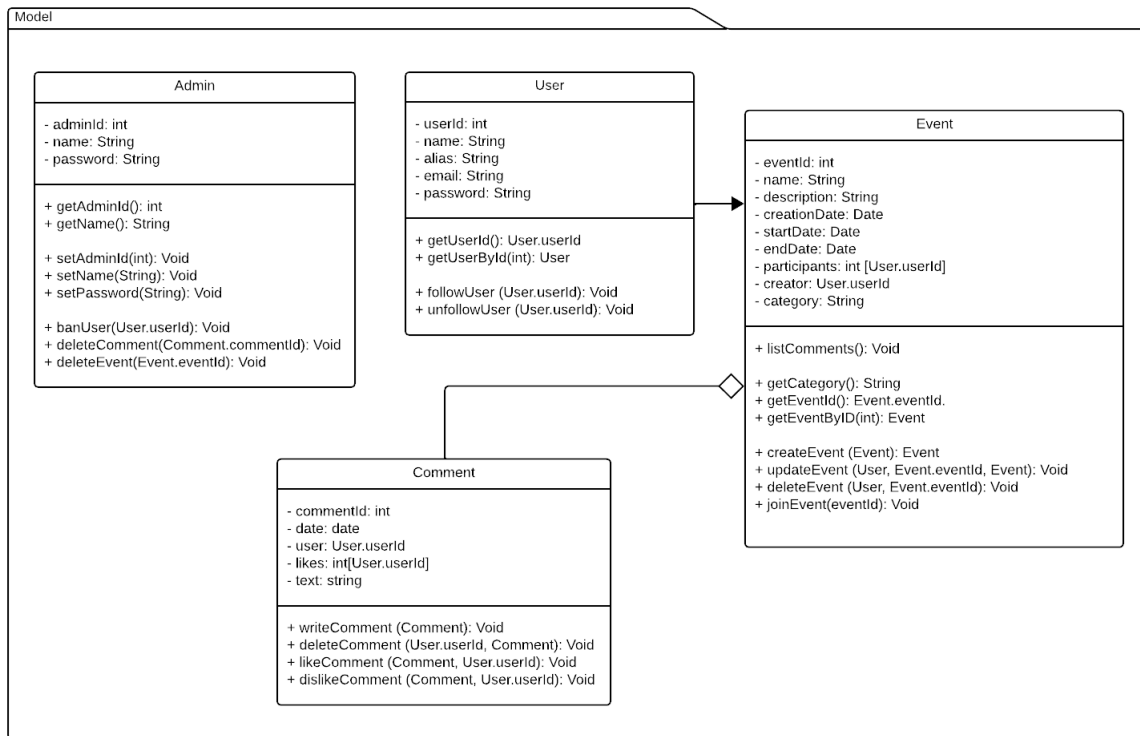 Model
Admin
- adminId: int
- name: String
- password: String
+ getAdminId(): int
+ getName(): String
+ setAdminId(int): Void
+ setName(String): Void
+ setPassword(String): Void
+ banUser(User.userId): Void
+ deleteComment(Comment.commentId): Void
+ deleteEvent(Event.eventId): Void
User
- userId: int
- name: String
- alias: String
- email: String
- password: String
+ getUserId(): User.userId
+ getUserById(int): User
+ followUser (User.userId): Void
+ unfollowUser (User.userId): Void
Event
- eventId: int
- name: String
- description: String
- creationDate: Date
- startDate: Date
- endDate: Date
- participants: int [User.userId]
- creator: User.userId
- category: String
+ listComments(): Void
+ getCategory(): String
+ getEventId(): Event.eventId.
+ getEventByID(int): Event
+ createEvent (Event): Event
+ updateEvent (User, Event.eventId, Event): Void
+ deleteEvent (User, Event.eventId): Void
+ joinEvent(eventId): Void
Comment
- commentId: int
- date: date
- user: User.userId
- likes: int[User.userId]
- text: string
+ writeComment (Comment): Void
+ deleteComment (User.userId, Comment): Void
+ likeComment (Comment, User.userId): Void
+ dislikeComment (Comment, User.userId): Void